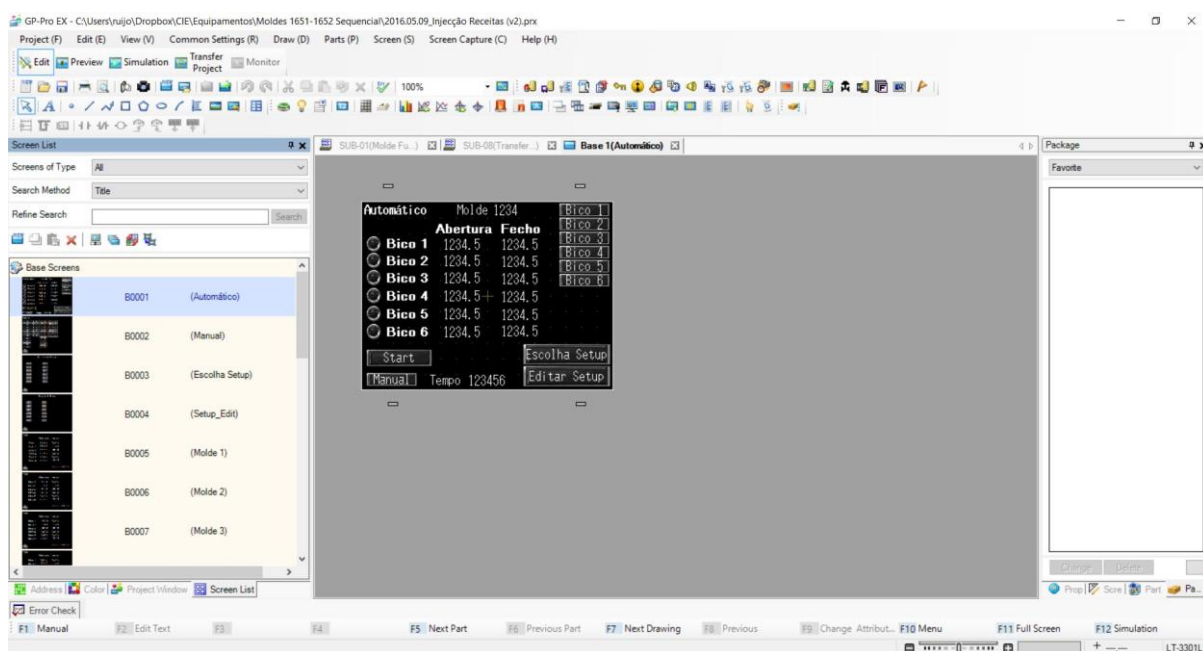 GP-Pro EX - C:\Users\ruijo\Dropbox\CIE\Equipamentos\Moldes 1651-1652 Sequencial\2016.05.09_Injecção Receitas (v2).prx
Project (F) Edit (E) View (V) Common Settings (R) Draw (D) Parts (P) Screen (S) Screen Capture (C) Help (H)
Edit Preview Simulation Transfer Project Monitor
100%
Screen List
SUB-01(Molde Fu...) SUB-08(Transfer...) Base 1(Automático)
Package
Screens of Type All
Favorite
Search Method Title
Refine Search Search
Base Screens
B0001 (Automático)
B0002 (Manual)
B0003 (Escolha Setup)
B0004 (Setup_Edit)
B0005 (Molde 1)
B0006 (Molde 2)
B0007 (Molde 3)
Automático Molde 1234 Bico 1
Abertura Fecho Bico 2
Bico 1 1234.5 1234.5 Bico 3
Bico 2 1234.5 1234.5 Bico 4
Bico 3 1234.5 1234.5 Bico 5
Bico 4 1234.5 1234.5 Bico 6
Bico 5 1234.5 1234.5
Bico 6 1234.5 1234.5
Start Escolha Setup
Manual Tempo 123456 Editar Setup
Change Delete
Address Color Project Window Screen List
Prop Scre Part Pa...
Error Check
F1 Manual F2 Edit Text F3 F4 F5 Next Part F6 Previous Part F7 Next Drawing F8 Previous F9 Change Attribut... F10 Menu F11 Full Screen F12 Simulation
LT-3301L